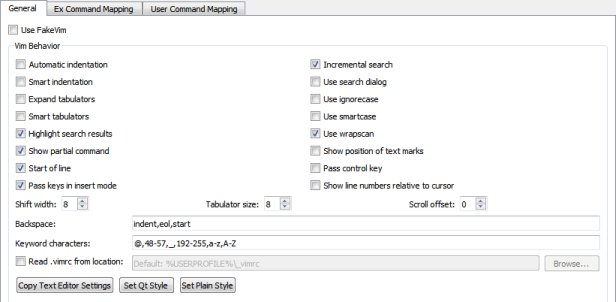 General Ex Command Mapping User Command Mapping
Use FakeVim
Vim Behavior
Automatic indentation Incremental search
Smart indentation Use search dialog
Expand tabulators Use ignorecase
Smart tabulators Use smartcase
Highlight search results Use wrapscan
Show partial command Show position of text marks
Start of line Pass control key
Pass keys in insert mode Show line numbers relative to cursor
Shift width: 8 Tabulator size: 8 Scroll offset: 0
Backspace: indent,eol,start
Keyword characters: @,48-57,_,192-255,a-z,A-Z
Read .vimrc from location: Default: %USERPROFILE%\_vimrc Browse...
Copy Text Editor Settings Set Qt Style Set Plain Style